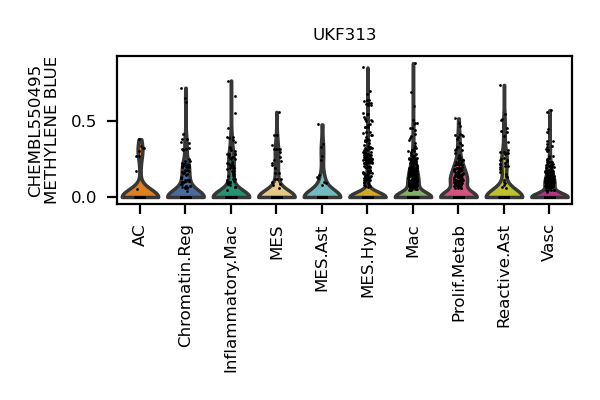 UKF313
CHEMBL550495
METHYLENE BLUE
0.5
0.0
AC
Chromatin.Reg
Inflammatory.Mac
MES
MES.Ast
MES.Hyp
Mac
Prolif.Metab
Reactive.Ast
Vasc